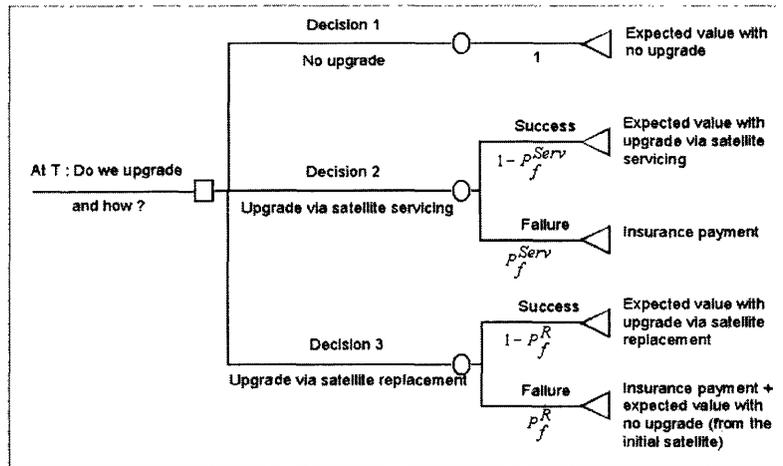 Decision 1
No upgrade
1
Expected value with
no upgrade
At T : Do we upgrade
and how ?
Decision 2
Upgrade via satellite servicing
Success
1- P_f^Serv
Expected value with
upgrade via satellite
servicing
Failure
P_f^Serv
Insurance payment
Decision 3
Upgrade via satellite replacement
Success
1- P_f^R
Expected value with
upgrade via satellite
replacement
Failure
P_f^R
Insurance payment +
expected value with
no upgrade (from the
initial satellite)